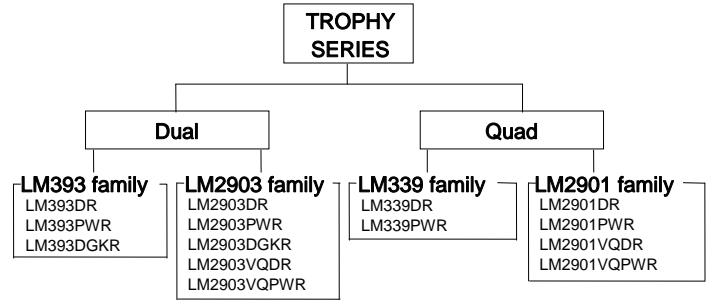 TROPHY
SERIES
Dual
Quad
LM393 family
LM393DR
LM393PWR
LM393DGKR
LM2903 family
LM2903DR
LM2903PWR
LM2903DGKR
LM2903VQDR
LM2903VQPWR
LM339 family
LM339DR
LM339PWR
LM2901 family
LM2901DR
LM2901PWR
LM2901VQDR
LM2901VQPWR